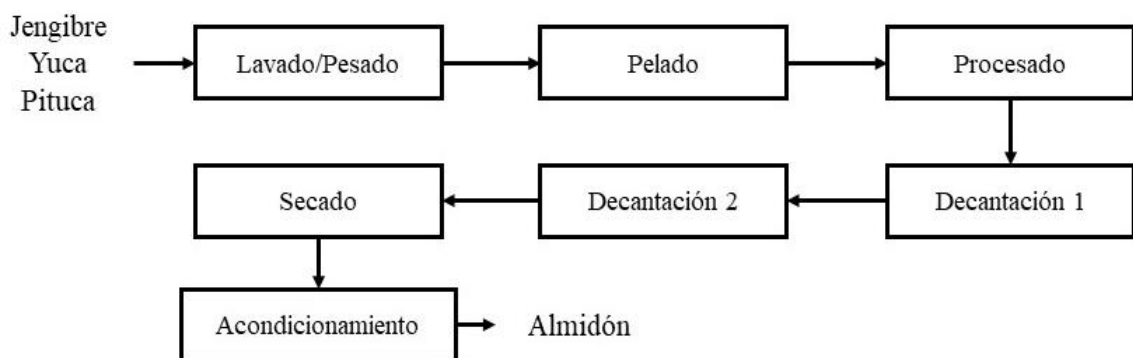 Jengibre
Yuca
Pituca
Lavado/Pesado
Pelado
Procesado
Decantación 1
Decantación 2
Secado
Acondicionamiento
Almidón